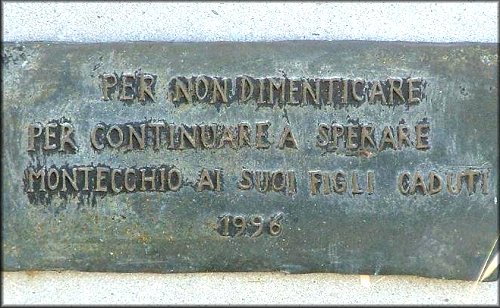 PER NON DIMENTICARE
PER CONTINUARE A SPERARE
MONTECCHIO AI SUOI FIGLI CADUTI
1996